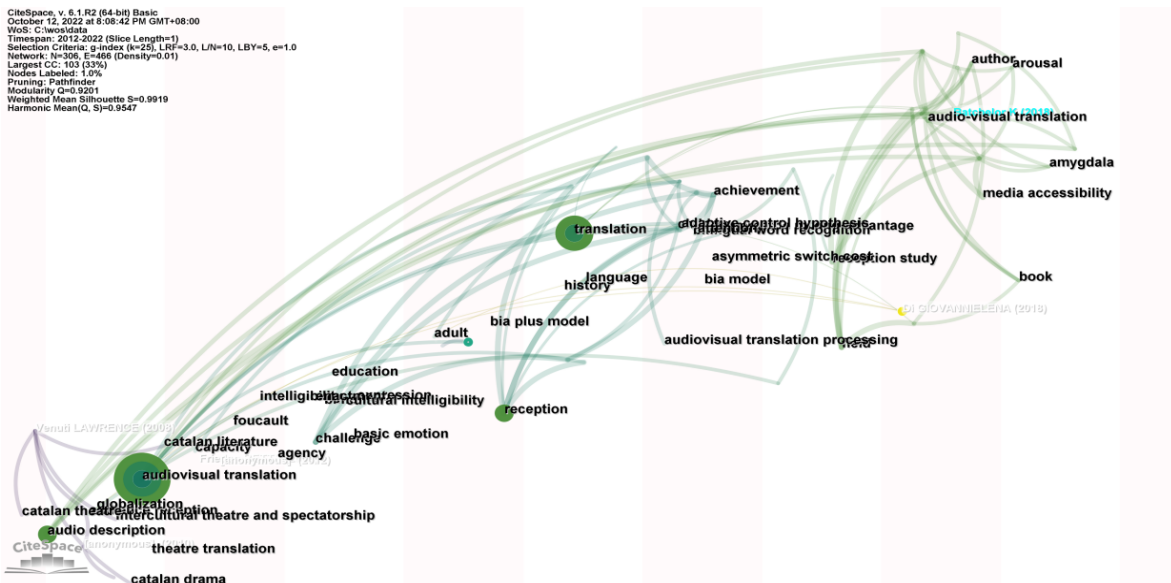 CiteSpace, v. 6.1.R2 (64-bit) Basic
October 12, 2022 at 8:08:42 PM GMT+08:00
WoS: C:\wos\data
Timespan: 2012-2022 (Slice Length=1)
Selection Criteria: g-index (k=25), LRF=3.0, L/N=10, LBY=5, e=1.0
Network: N=306, E=466 (Density=0.01)
Largest CC: 103 (33%)
Nodes Labeled: 1.0%
Pruning: Pathfinder
Modularity Q=0.9201
Weighted Mean Silhouette S=0.9919
Harmonic Mean(Q, S)=0.9547
author
arousal
audio-visual translation
amygdala
media accessibility
achievement
adaptive control hypothesis
bilingual word recognition
translation
asymmetric switch cost
reception study
language
bia model
book
history
DI GIOVANNIELENA (2018)
bia plus model
adult
audiovisual translation processing
field
education
cultural intelligibility
reception
foucault
Venuti LAWRENCE (2008)
challenge
basic emotion
catalan literature
capacity
agency
audiovisual translation
globalization
catalan theatre
intercultural theatre and spectatorship
audio description
theatre translation
CiteSpace
catalan drama